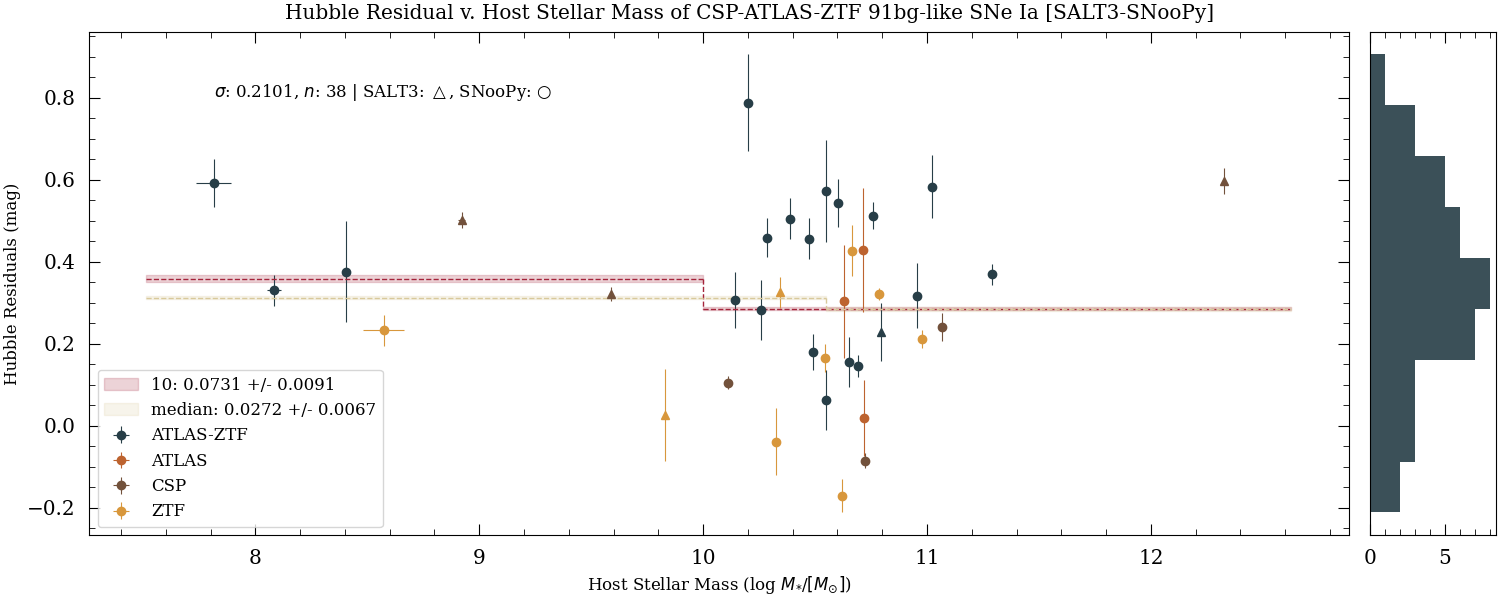 Hubble Residual v. Host Stellar Mass of CSP-ATLAS-ZTF 91bg-like SNe Ia [SALT3-SNooPy]
σ: 0.2101, n: 38 | SALT3: △, SNooPy: ○
Hubble Residuals (mag)
0.8
0.6
0.4
0.2
0.0
−0.2
10: 0.0731 +/- 0.0091
median: 0.0272 +/- 0.0067
ATLAS-ZTF
ATLAS
CSP
ZTF
8 9 10 11 12 0 5
Host Stellar Mass (log M*/[M⊙])